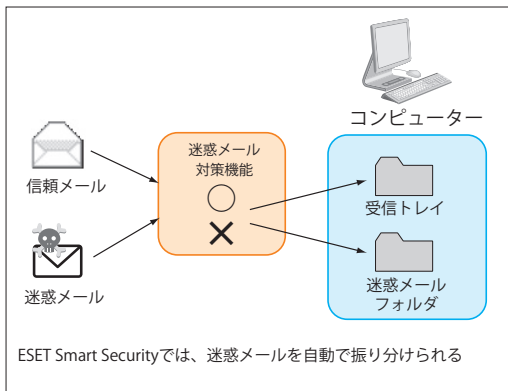 コンピューター
迷惑メール
対策機能
信頼メール
受信トレイ
迷惑メール
迷惑メール
フォルダ
ESET Smart Securityでは、迷惑メールを自動で振り分けられる